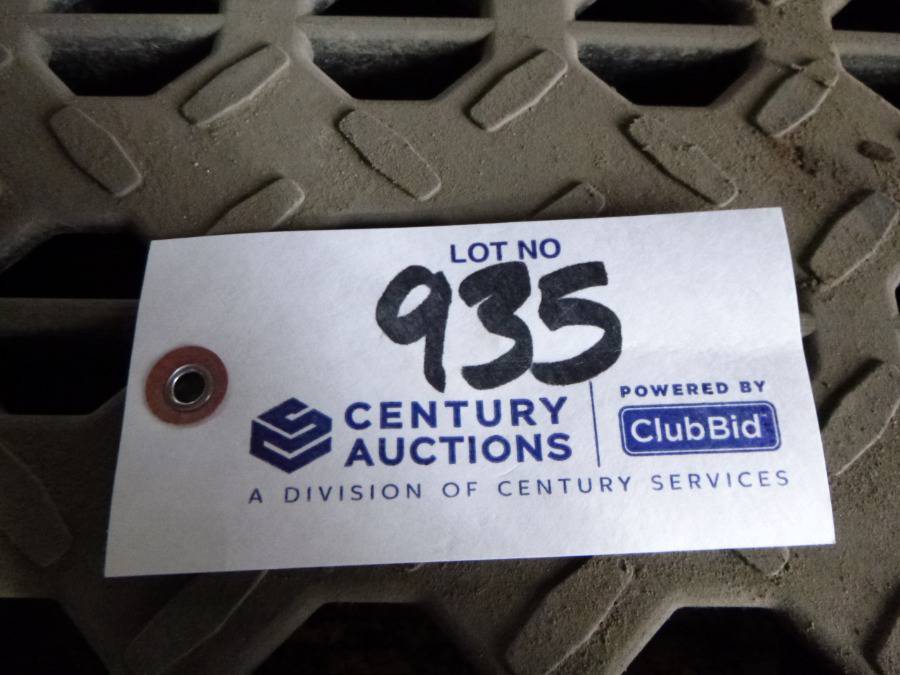 LOT NO
935
CENTURY
AUCTIONS
POWERED BY
ClubBid
A DIVISION OF CENTURY SERVICES